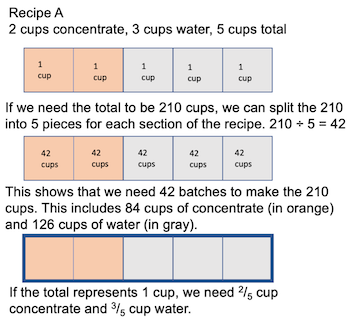 Recipe A
2 cups concentrate, 3 cups water, 5 cups total
1 cup 1 cup 1 cup 1 cup 1 cup
If we need the total to be 210 cups, we can split the 210
into 5 pieces for each section of the recipe. 210 ÷ 5 = 42
42 cups 42 cups 42 cups 42 cups 42 cups
This shows that we need 42 batches to make the 210
cups. This includes 84 cups of concentrate (in orange)
and 126 cups of water (in gray).
If the total represents 1 cup, we need ²/₅ cup
concentrate and ³/₅ cup water.